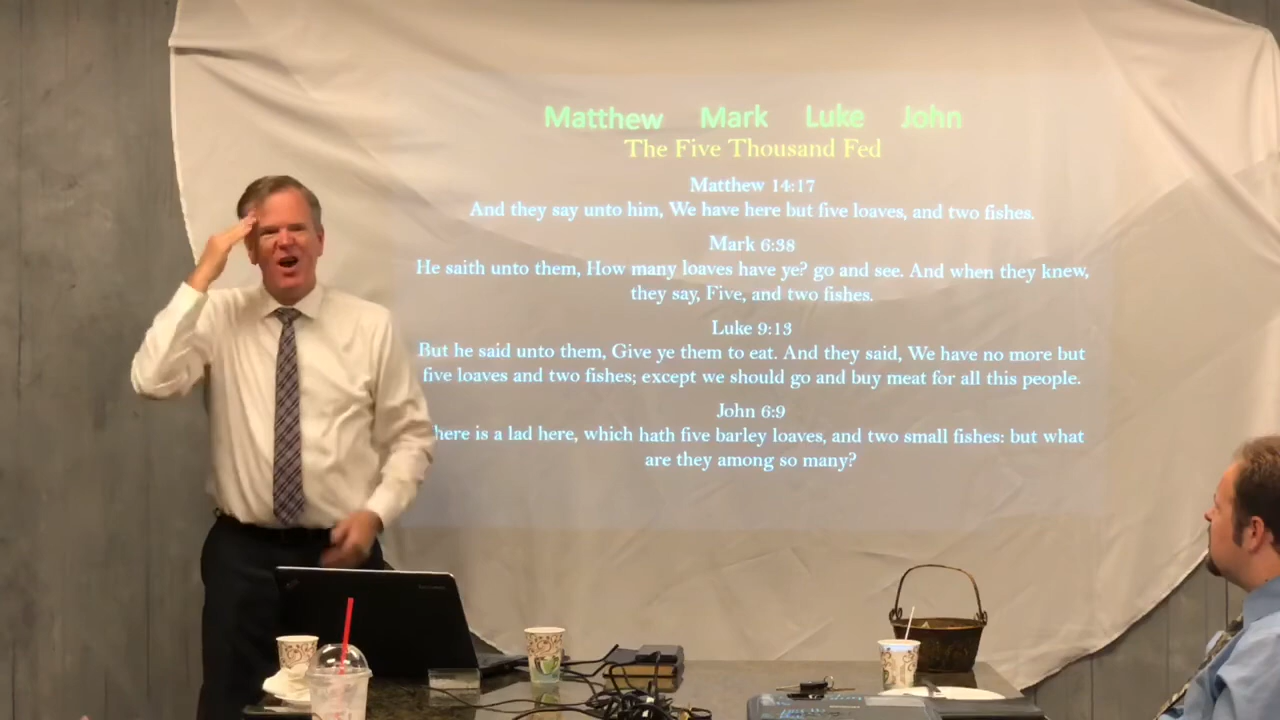 Matthew Mark Luke John
The Five Thousand Fed
Matthew 14:17
And they say unto him, We have here but five loaves, and two fishes.
Mark 6:38
He saith unto them, How many loaves have ye? go and see. And when they knew,
they say, Five, and two fishes.
Luke 9:13
But he said unto them, Give ye them to eat. And they said, We have no more but
five loaves and two fishes; except we should go and buy meat for all this people.
John 6:9
here is a lad here, which hath five barley loaves, and two small fishes: but what
are they among so many?